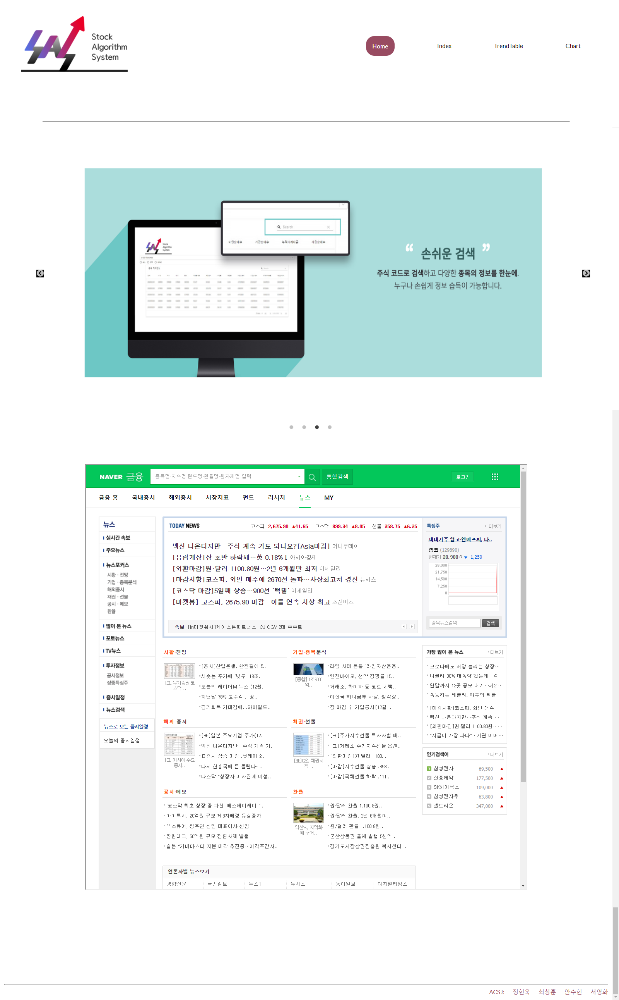 Stock
Algorithm
System
Home
Index
TrendTable
Chart
Search
기관순매수
누적거래대금
개인순매수
Stock
Algorithm
System
“ 손쉬운 검색 ”
주식 코드로 검색하고 다양한 종목의 정보를 한눈에.
누구나 손쉽게 정보 습득이 가능합니다.
NAVER 금융
종목명·지수명·펀드명·환율명·원자재명 입력
통합검색
로그인
금융 홈
국내증시
해외증시
시장지표
펀드
리서치
뉴스
MY
뉴스
실시간 속보
주요뉴스
뉴스포커스
시황·전망
기업·종목분석
해외증시
채권·선물
공시·메모
환율
많이 본 뉴스
포토뉴스
TV뉴스
투자정보
공시정보
장중특징주
증시일정
뉴스검색
뉴스로 보는 증시일정
오늘의 증시일정
TODAY NEWS
코스피 2,675.90 ▲41.65 코스닥 899.34 ▲8.05 선물 358.75 ▲6.35
백신 나온다지만…주식 계속 가도 되나요?[Asia마감] 머니투데이
[유럽개장]장 초반 하락세…英 0.18%↓ 아시아경제
[외환마감]원·달러 1100.80원…2년 6개월만 최저 이데일리
[마감시황]코스피, 외인 매수에 2670선 돌파…사상최고치 경신 뉴시스
[코스닥 마감]5일째 상승…900선 ‘턱밑’ 이데일리
[마켓뷰] 코스피, 2675.90 마감…이틀 연속 사상 최고 조선비즈
속보 [fn마켓워치]케이스톤파트너스, CJ CGV 2대 주주로
특징주
더보기
새내기주 앱코·엔에프씨, 나..
앱코 (129890)
현재가 28,900원 ▼ 1,250
29,000
21,750
14,500
7,250
0
종목뉴스검색
검색
시황·전망
[표]유가증권·코스닥 . .
[공시]산업은행, 한진칼에 5..
치솟는 주가에 '빚투' 18조..
오늘의 레이더M 뉴스 (12월..
지난달 78% 고수익... 공..
경기회복 기대감에...하이일드..
기업·종목분석
[종합] 1조6000억. .
라임 사태 몸통 '라임자산운용..
엔젠바이오, 청약 경쟁률 15..
거래소, 화이자 등 코로나 백..
이진국 하나금투 사장, 청각장..
장 마감 후 기업공시[12월 ..
해외 증시
[표]아시아 주요 증시. .
[표]일본 주요기업 주가(12..
백신 나온다지만…주식 계속 가..
日증시 상승 마감..닛케이 2..
다시 신흥국에 돈 몰린다…..
나스닥 "상장사 이사진에 여성..
채권·선물
[표]02일 채권시장 . .
[표]주가지수선물 투자자별 매..
[표]거래소 주가지수선물·옵션..
[외환마감]원·달러 1100...
[마감]지수선물 상승..358..
[마감]국채선물 하락..111..
공시·메모
‘코스닥 최초 상장 중 파산’ 에스제이케이 “..
아이톡시, 20억원 규모 제3자배정 유상증자
엑스큐어, 정우천 신임 대표이사 선임
장원테크, 50억원 규모 전환사채 발행
솔본 “키네마스터 지분 매각 추진중…매각주간사..
환율
익산시, 지역화폐 구매. .
원·달러 환율 1,100.8원..
원·달러 환율, 2년 6개월여..
원/달러 환율 1,100.8원..
군산상품권 올해 발행 5천억 ..
경기도시장상권진흥원 북서센터 ..
가장 많이 본 뉴스
더보기
코로나에도 배당 늘리는 상장…
니콜라 30% 대폭락 했는데…걱…
연말까지 12곳 공모 대기…제2 …
폭등하는 테슬라, 야후의 뒤를 …
[마감시황]코스피, 외인 매수…
백신 나온다지만…주식 계속 …
[외환마감]원·달러 1100.80원……
"지금이 가장 싸다"…기관 이어…
인기검색어
더보기
1 삼성전자 69,500 ▲
2 신풍제약 177,500 ▲
3 SK하이닉스 109,000 ▲
4 삼성전자우 63,800 ▲
5 셀트리온 347,000 ▲
언론사별 뉴스보기
경향신문
국민일보
뉴스1
뉴시스
동아일보
디지털타임스
ACSJ: 정현욱 최창훈 안수현 서영화